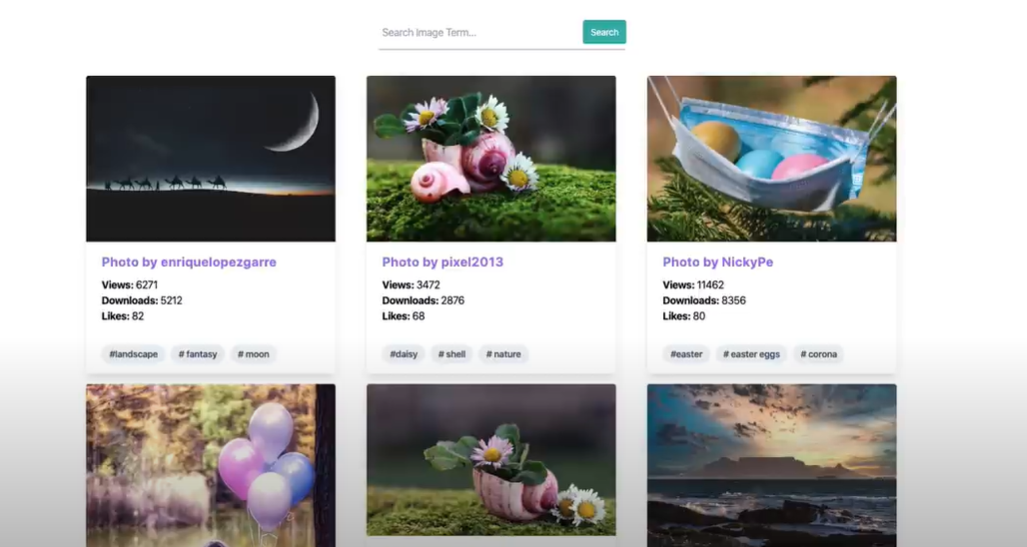 Search Image Term...
Search
Photo by enriquelopezgarre
Views: 6271
Downloads: 5212
Likes: 82
#landscape # fantasy # moon
Photo by pixel2013
Views: 3472
Downloads: 2876
Likes: 68
#daisy # shell # nature
Photo by NickyPe
Views: 11462
Downloads: 8356
Likes: 80
#easter # easter eggs # corona